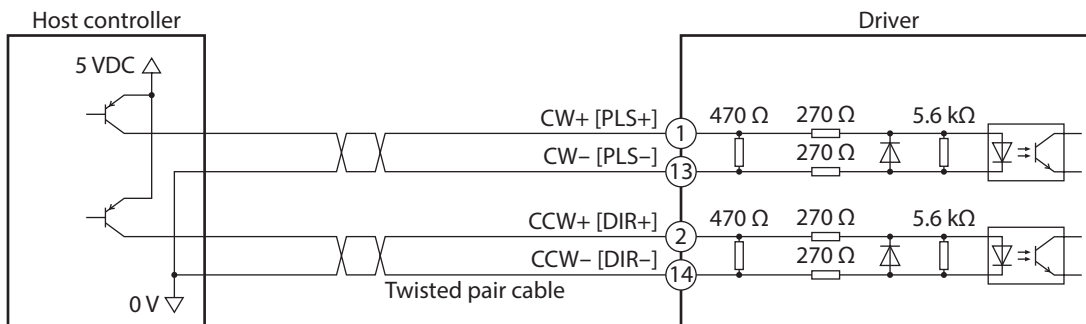 Host controller
Driver
5 VDC
CW+ [PLS+]
1
470 Ω
270 Ω
5.6 kΩ
CW– [PLS–]
13
270 Ω
CCW+ [DIR+]
2
470 Ω
270 Ω
5.6 kΩ
CCW– [DIR–]
14
270 Ω
Twisted pair cable
0 V